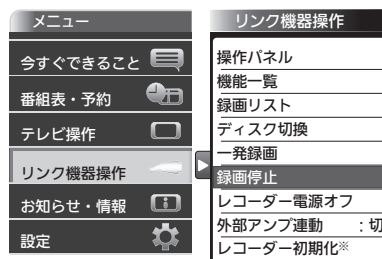 メニュー
今すぐできること
番組表・予約
テレビ操作
リンク機器操作
お知らせ・情報
設定
リンク機器操作
操作パネル
機能一覧
録画リスト
ディスク切換
一発録画
録画停止
レコーダー電源オフ
外部アンプ連動　：切
レコーダー初期化※